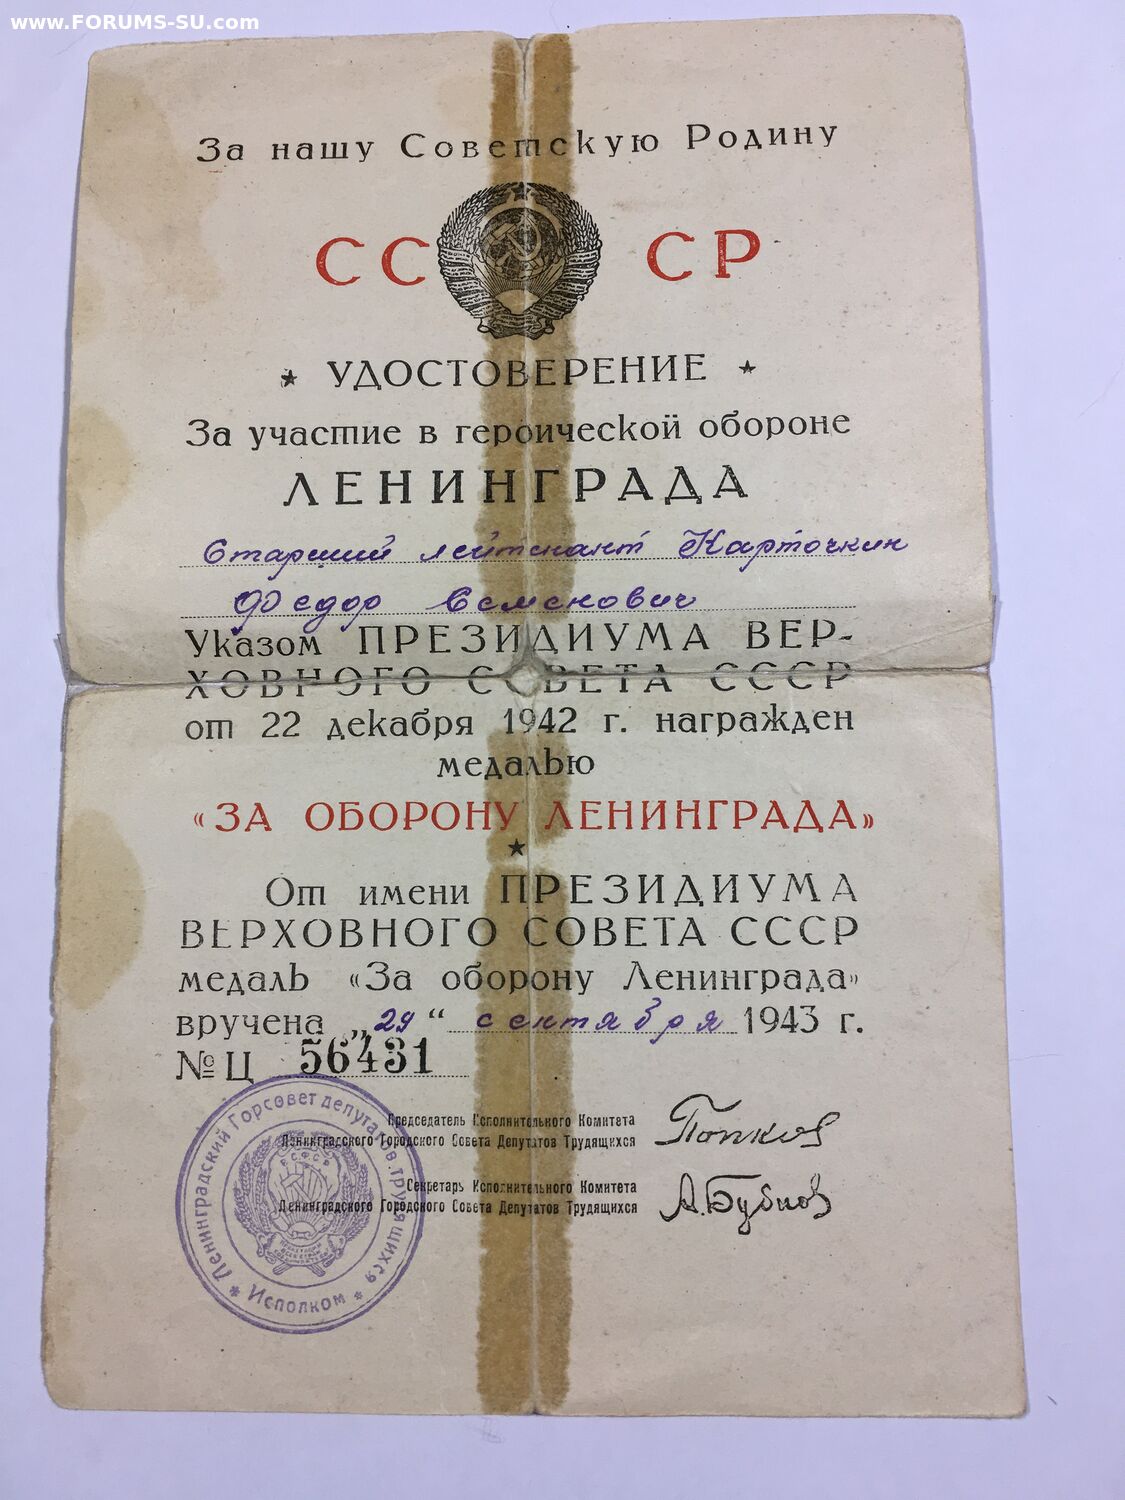 www.FORUMS-SU.com
За нашу Советскую Родину
СС СР
★ УДОСТОВЕРЕНИЕ ★
За участие в героической обороне
ЛЕНИНГРАДА
Старший лейтенант Карточкин
Федор Семенович
Указом ПРЕЗИДИУМА ВЕР-
ХОВНОГО СОВЕТА СССР
от 22 декабря 1942 г. награжден
медалью
«ЗА ОБОРОНУ ЛЕНИНГРАДА»
★
От имени ПРЕЗИДИУМА
ВЕРХОВНОГО СОВЕТА СССР
медаль «За оборону Ленинграда»
вручена „29“ сентября 1943 г.
№ Ц 56431
Председатель Исполнительного Комитета
Ленинградского Городского Совета Депутатов Трудящихся
Попков
Секретарь Исполнительного Комитета
Ленинградского Городского Совета Депутатов Трудящихся
А. Бубнов
Ленинградский Горсовет депутатов трудящихся
* Исполком *
РСФСР